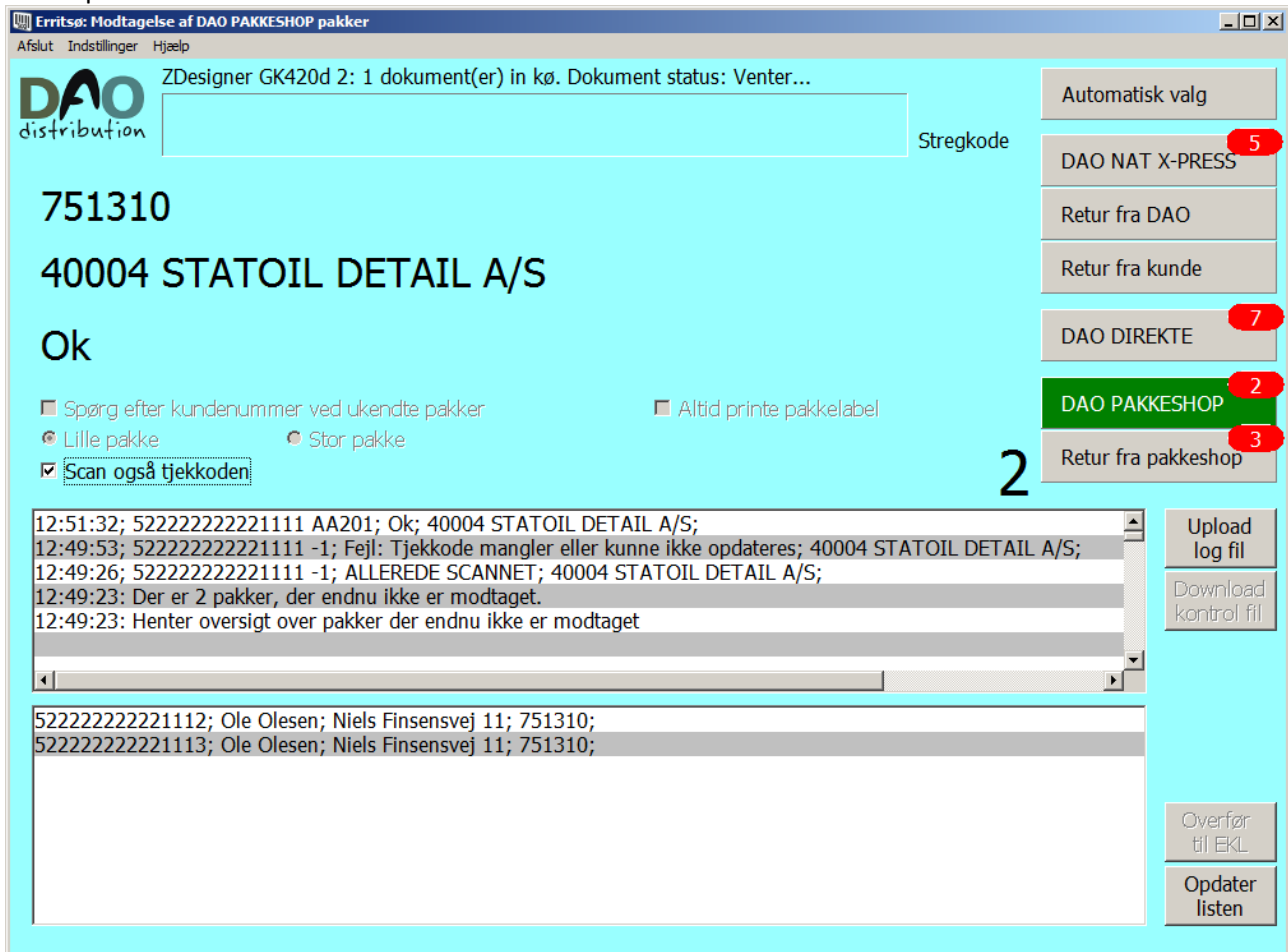 Erritsø: Modtagelse af DAO PAKKESHOP pakker
Afslut Indstillinger Hjælp
DAO
distribution
ZDesigner GK420d 2: 1 dokument(er) in kø. Dokument status: Venter...
Stregkode
751310
40004 STATOIL DETAIL A/S
Ok
Spørg efter kundenummer ved ukendte pakker
Altid printe pakkelabel
Lille pakke
Stor pakke
Scan også tjekkoden
2
Automatisk valg
5
DAO NAT X-PRESS
Retur fra DAO
Retur fra kunde
7
DAO DIREKTE
2
DAO PAKKESHOP
3
Retur fra pakkeshop
12:51:32; 522222222221111 AA201; Ok; 40004 STATOIL DETAIL A/S;
12:49:53; 522222222221111 -1; Fejl: Tjekkode mangler eller kunne ikke opdateres; 40004 STATOIL DETAIL A/S;
12:49:26; 522222222221111 -1; ALLEREDE SCANNET; 40004 STATOIL DETAIL A/S;
12:49:23: Der er 2 pakker, der endnu ikke er modtaget.
12:49:23: Henter oversigt over pakker der endnu ikke er modtaget
Upload
log fil
Download
kontrol fil
522222222221112; Ole Olesen; Niels Finsensvej 11; 751310;
522222222221113; Ole Olesen; Niels Finsensvej 11; 751310;
Overfør
til EKL
Opdater
listen